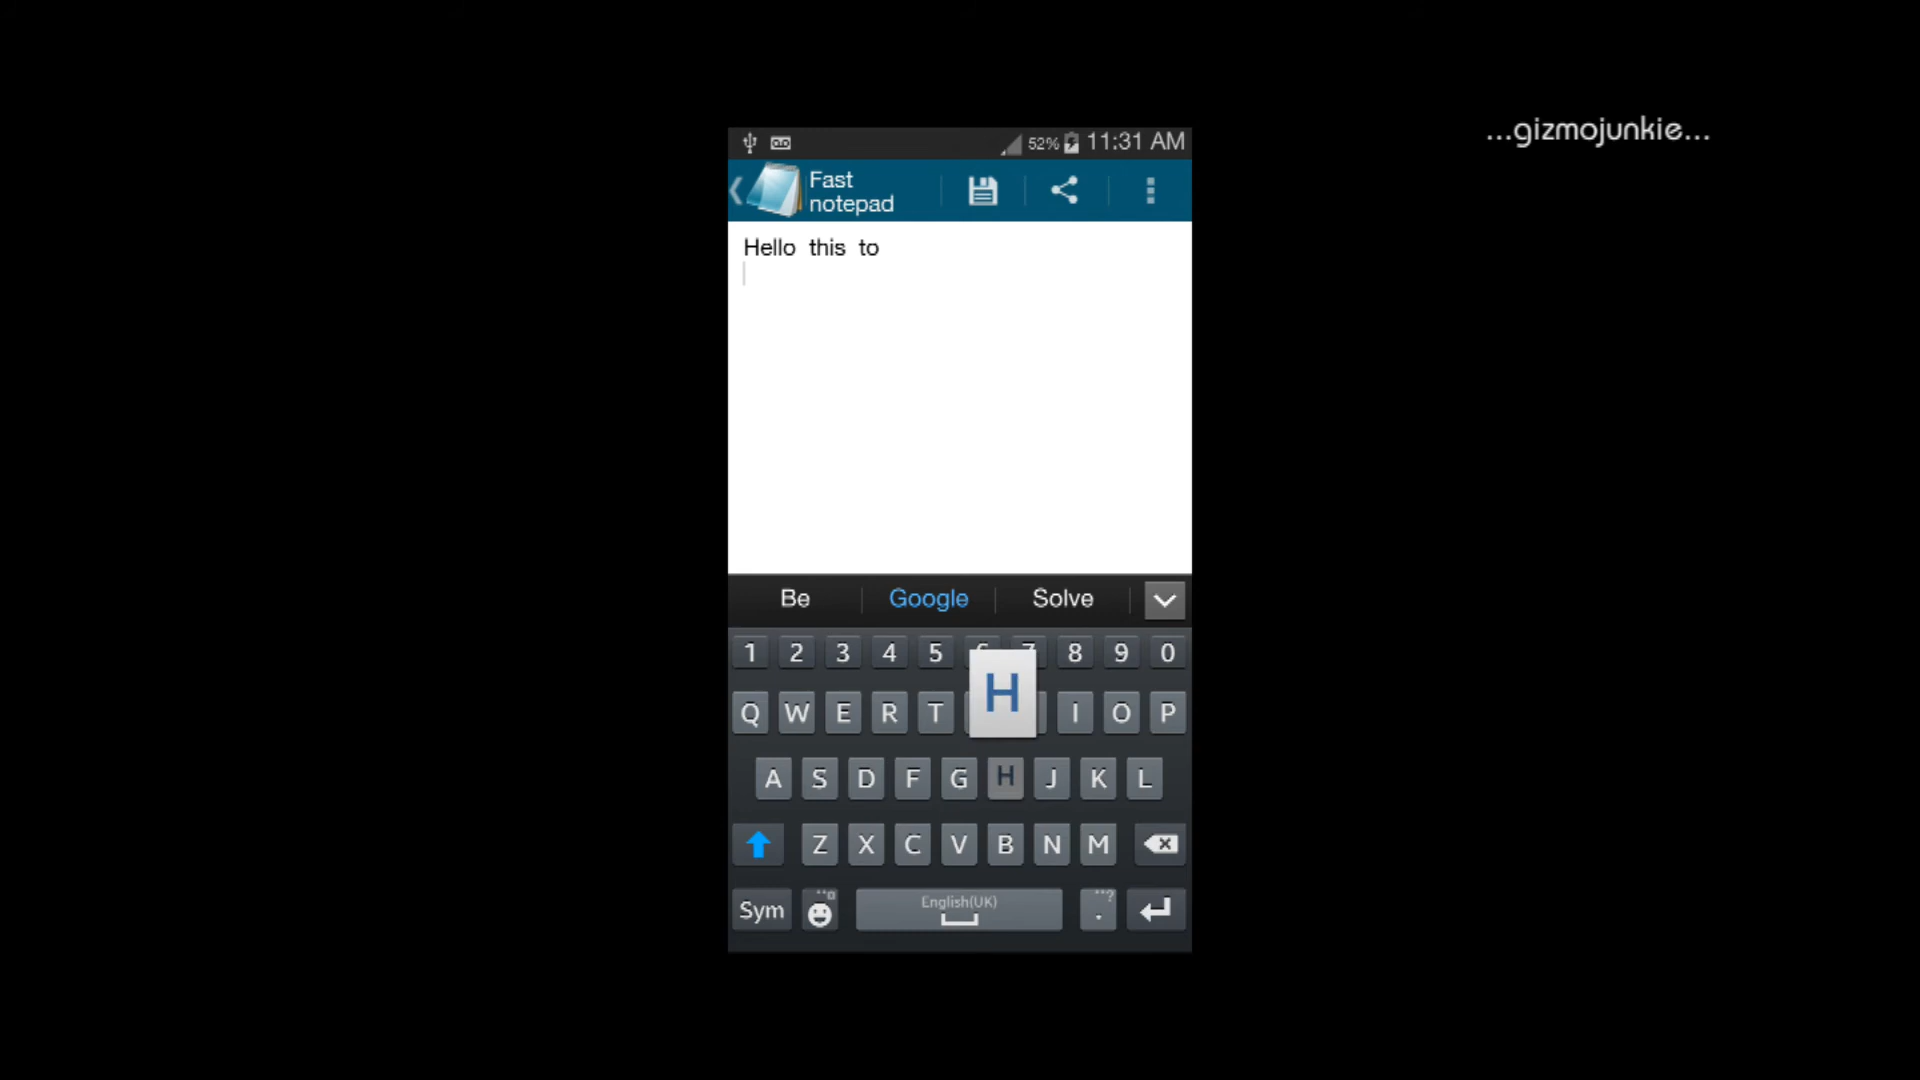 ...gizmojunkie...
52% 11:31 AM
Fast
notepad
Hello this to
Be Google Solve
1 2 3 4 5 8 9 0
H
Q W E R T I O P
A S D F G H J K L
Z X C V B N M
Sym English(UK) . ?